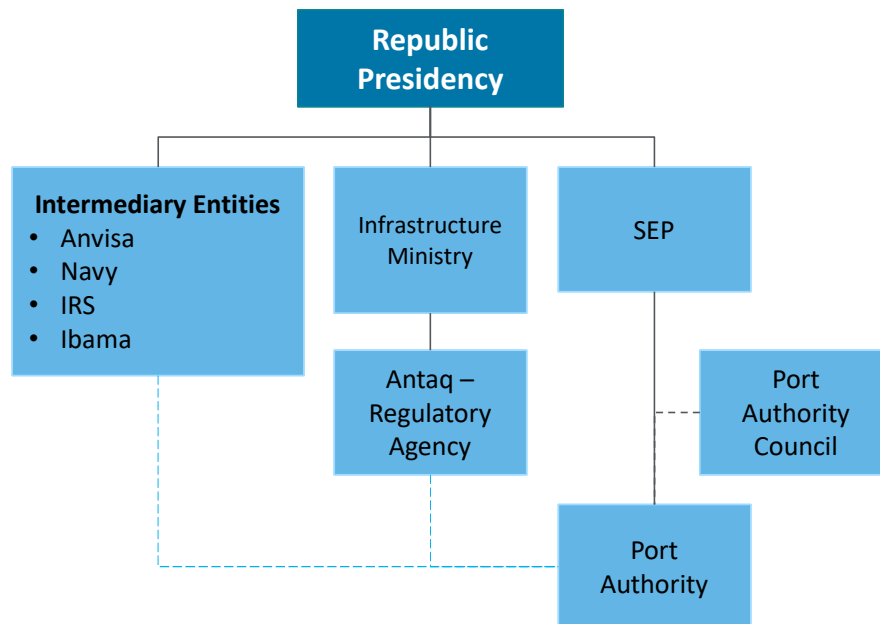 Republic
Presidency
Intermediary Entities
• Anvisa
• Navy
• IRS
• Ibama
Infrastructure
Ministry
SEP
Antaq –
Regulatory
Agency
Port
Authority
Council
Port
Authority